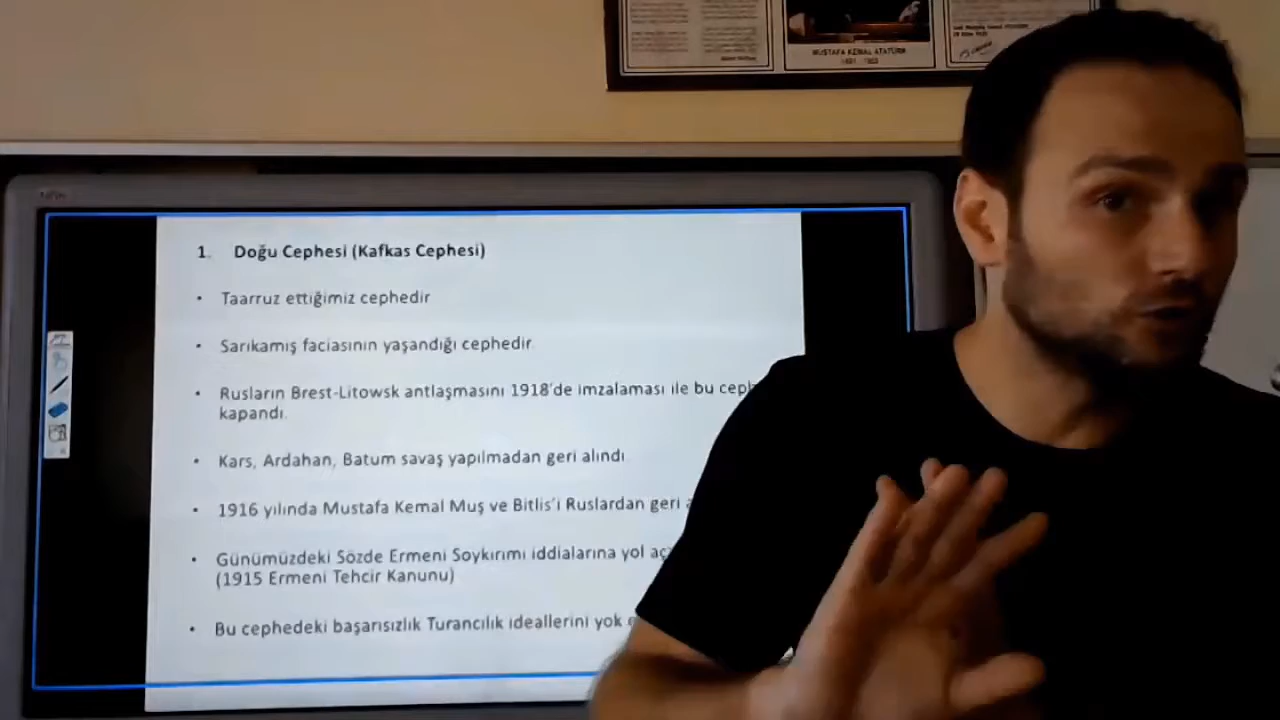 MUSTAFA KEMAL ATATÜRK
1. Doğu Cephesi (Kafkas Cephesi)
• Taarruz ettiğimiz cephedir
• Sarıkamış faciasının yaşandığı cephedir
• Rusların Brest-Litowsk antlaşmasını 1918'de imzalaması ile bu
kapandı.
• Kars, Ardahan, Batum savaş yapılmadan geri alındı
• 1916 yılında Mustafa Kemal Muş ve Bitlis'i Ruslardan geri
• Günümüzdeki Sözde Ermeni Soykırımı iddialarına yol
(1915 Ermeni Tehcir Kanunu)
• Bu cephedeki başarısızlık Turancılık ideallerini yok